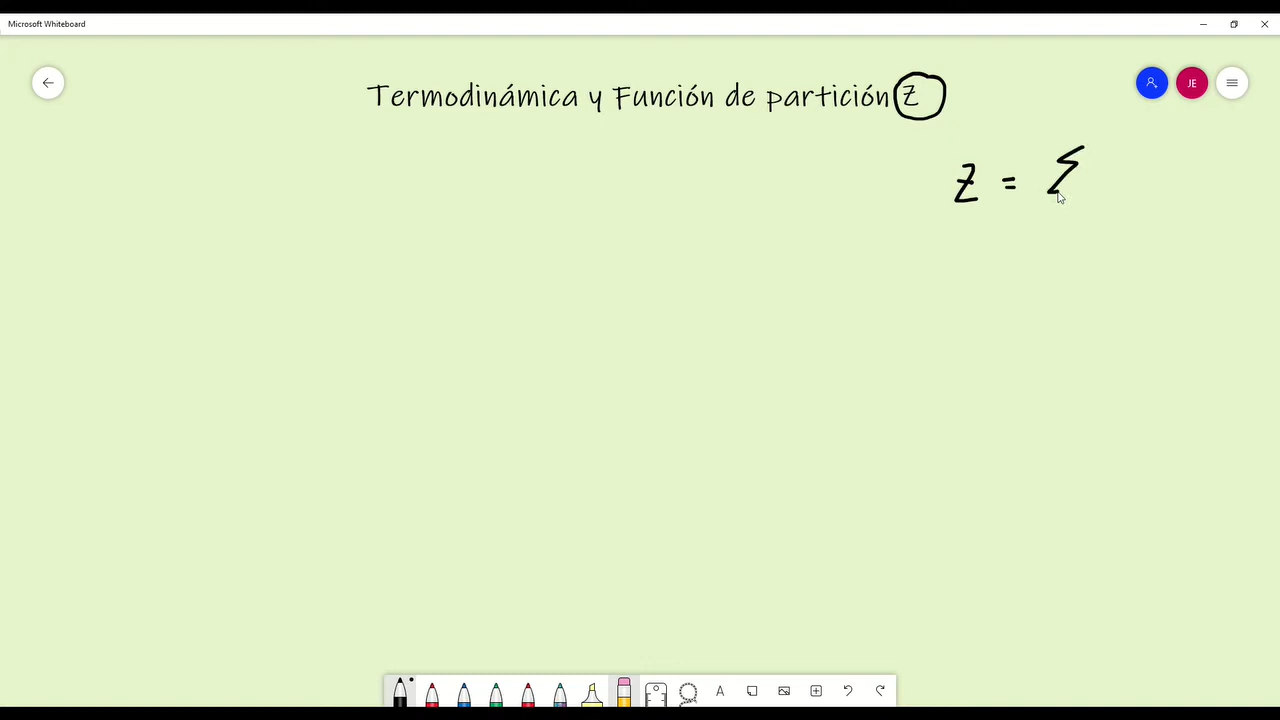 Microsoft Whiteboard
Termodinámica y Función de partición Z
JE
Z = Σ
A